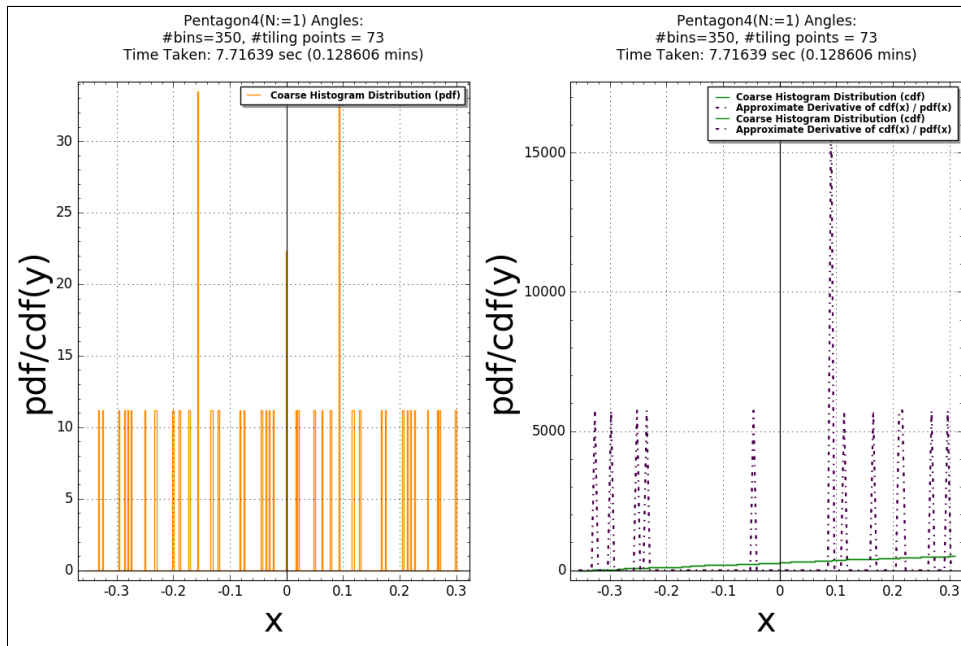 Pentagon4(N:=1) Angles:
#bins=350, #tiling points = 73
Time Taken: 7.71639 sec (0.128606 mins)
Coarse Histogram Distribution (pdf)
30
25
20
15
10
5
0
-0.3
-0.2
-0.1
0
0.1
0.2
0.3
pdf/cdf(y)
x
Pentagon4(N:=1) Angles:
#bins=350, #tiling points = 73
Time Taken: 7.71639 sec (0.128606 mins)
Coarse Histogram Distribution (cdf)
Approximate Derivative of cdf(x) / pdf(x)
Coarse Histogram Distribution (cdf)
Approximate Derivative of cdf(x) / pdf(x)
15000
10000
5000
0
-0.3
-0.2
-0.1
0
0.1
0.2
0.3
pdf/cdf(y)
x